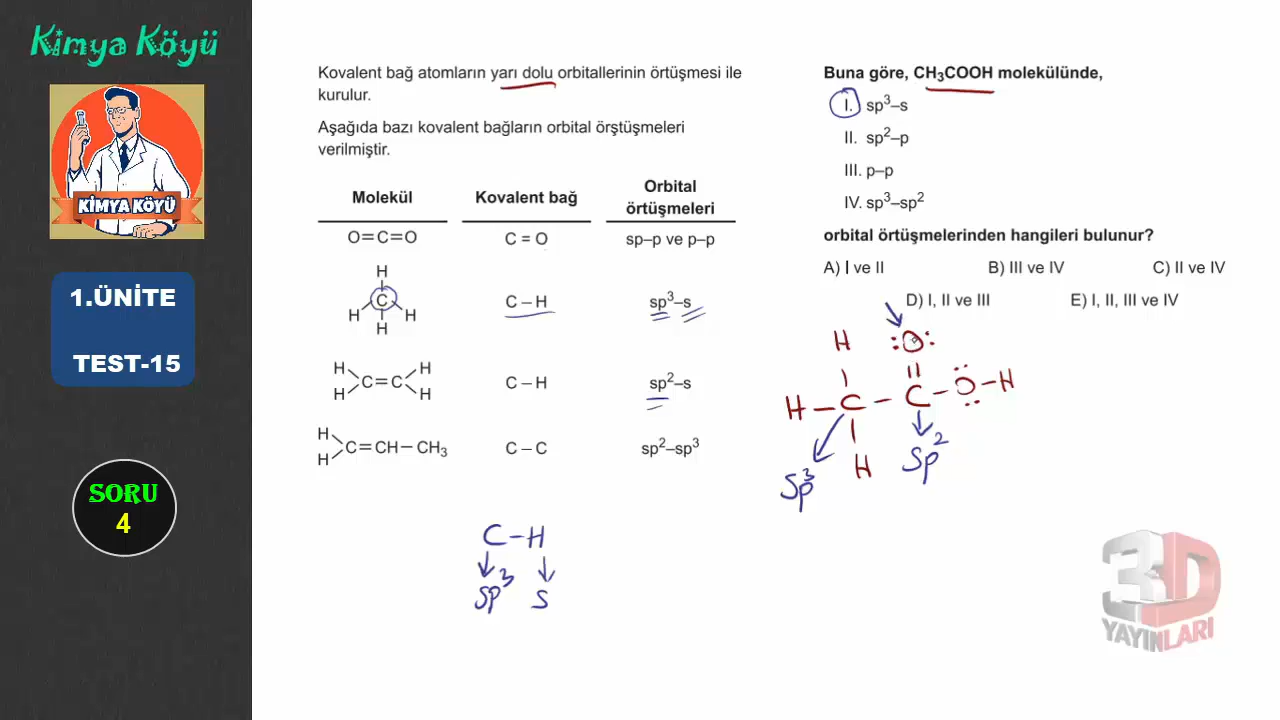 Kimya Köyü
KİMYA KÖYÜ
1.ÜNİTE
TEST-15
SORU
4
Kovalent bağ atomların yarı dolu orbitallerinin örtüşmesi ile
kurulur.
Aşağıda bazı kovalent bağların orbital örştüşmeleri
verilmiştir.
Molekül Kovalent bağ Orbital örtüşmeleri
O=C=O C = O sp–p ve p–p
H
C
H H
H
C – H sp³–s
H H
C=C
H H
C – H sp²–s
H
C=CH–CH₃
H
C – C sp²–sp³
C–H
sp³ s
Buna göre, CH₃COOH molekülünde,
I. sp³–s
II. sp²–p
III. p–p
IV. sp³–sp²
orbital örtüşmelerinden hangileri bulunur?
A) I ve II B) III ve IV C) II ve IV
D) I, II ve III E) I, II, III ve IV
H :O:
H – C – C – O – H
H
sp³ sp²
3D
YAYINLARI